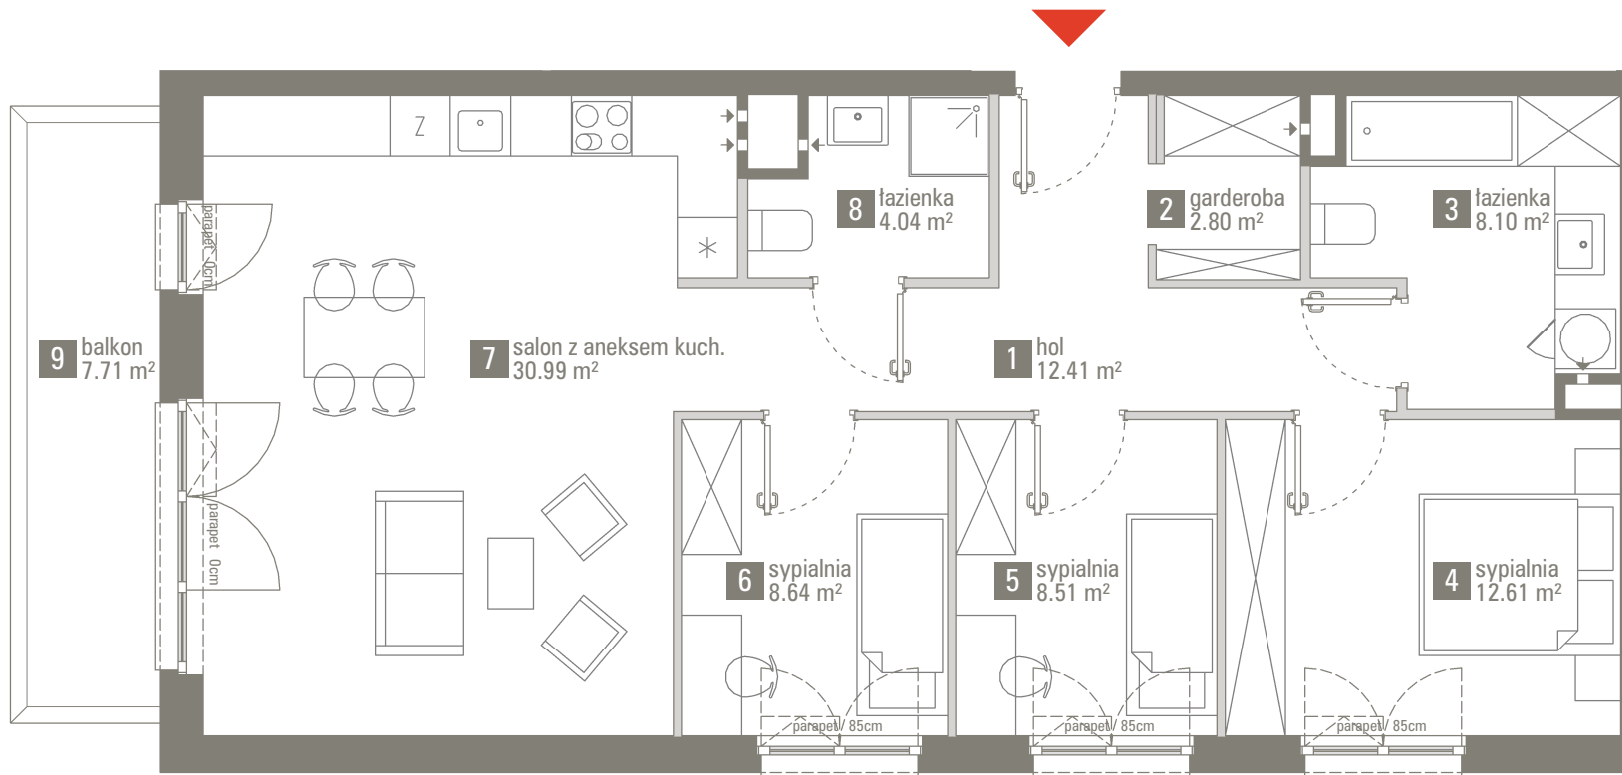 Z
8 łazienka
4.04 m²
2 garderoba
2.80 m²
3 łazienka
8.10 m²
parapet 0cm
9 balkon
7.71 m²
7 salon z aneksem kuch.
30.99 m²
1 hol
12.41 m²
parapet 0cm
6 sypialnia
8.64 m²
5 sypialnia
8.51 m²
4 sypialnia
12.61 m²
parapet / 85cm
parapet / 85cm
parapet / 85cm